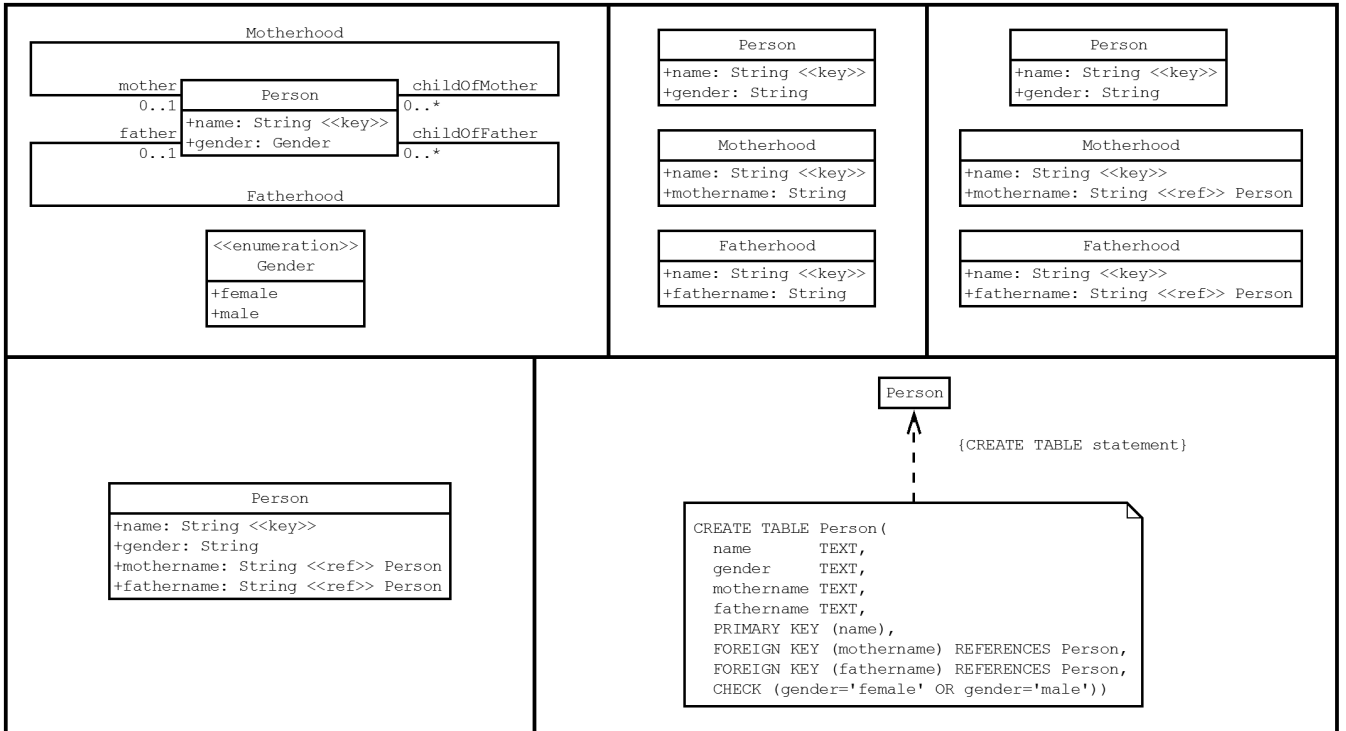 Motherhood
mother
childOfMother
0..1
0..*
Person
+name: String <<key>>
+gender: Gender
father
childOfFather
0..1
0..*
Fatherhood
<<enumeration>>
Gender
+female
+male
Person
+name: String <<key>>
+gender: String
Motherhood
+name: String <<key>>
+mothername: String
Fatherhood
+name: String <<key>>
+fathername: String
Person
+name: String <<key>>
+gender: String
Motherhood
+name: String <<key>>
+mothername: String <<ref>> Person
Fatherhood
+name: String <<key>>
+fathername: String <<ref>> Person
Person
+name: String <<key>>
+gender: String
+mothername: String <<ref>> Person
+fathername: String <<ref>> Person
Person
{CREATE TABLE statement}
CREATE TABLE Person(
name TEXT,
gender TEXT,
mothername TEXT,
fathername TEXT,
PRIMARY KEY (name),
FOREIGN KEY (mothername) REFERENCES Person,
FOREIGN KEY (fathername) REFERENCES Person,
CHECK (gender='female' OR gender='male'))